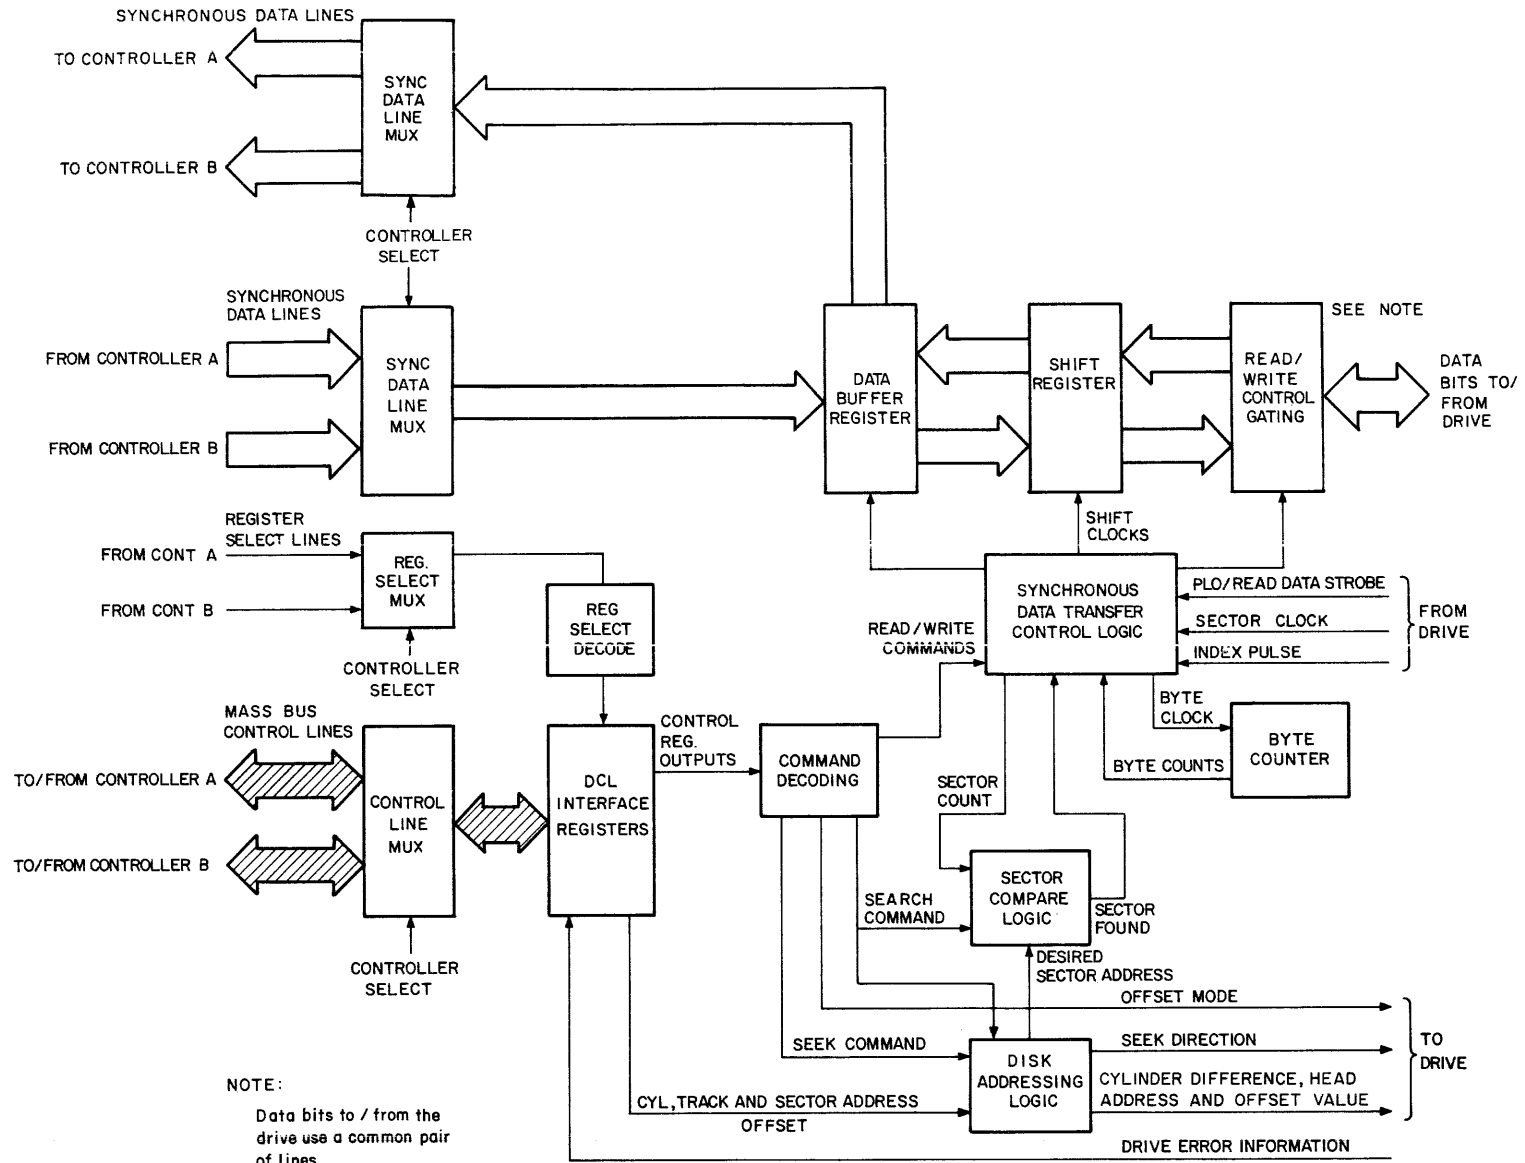 SYNCHRONOUS DATA LINES
TO CONTROLLER A
TO CONTROLLER B
SYNC
DATA
LINE
MUX
CONTROLLER
SELECT
SYNCHRONOUS
DATA LINES
FROM CONTROLLER A
FROM CONTROLLER B
SYNC
DATA
LINE
MUX
DATA
BUFFER
REGISTER
SHIFT
REGISTER
READ/
WRITE
CONTROL
GATING
SEE NOTE
DATA
BITS TO/
FROM
DRIVE
REGISTER
SELECT LINES
FROM CONT A
FROM CONT B
REG.
SELECT
MUX
CONTROLLER
SELECT
REG
SELECT
DECODE
SHIFT
CLOCKS
SYNCHRONOUS
DATA TRANSFER
CONTROL LOGIC
READ/WRITE
COMMANDS
PLO/READ DATA STROBE
SECTOR CLOCK
INDEX PULSE
FROM
DRIVE
BYTE
CLOCK
BYTE COUNTS
BYTE
COUNTER
MASS BUS
CONTROL LINES
TO/FROM CONTROLLER A
TO/FROM CONTROLLER B
CONTROL
LINE
MUX
CONTROLLER
SELECT
DCL
INTERFACE
REGISTERS
CONTROL
REG.
OUTPUTS
COMMAND
DECODING
SECTOR
COUNT
SECTOR
COMPARE
LOGIC
SEARCH
COMMAND
SECTOR
FOUND
DESIRED
SECTOR ADDRESS
OFFSET MODE
SEEK COMMAND
DISK
ADDRESSING
LOGIC
SEEK DIRECTION
CYLINDER DIFFERENCE, HEAD
ADDRESS AND OFFSET VALUE
TO
DRIVE
CYL, TRACK AND SECTOR ADDRESS
OFFSET
DRIVE ERROR INFORMATION
NOTE:
Data bits to / from the
drive use a common pair
of lines